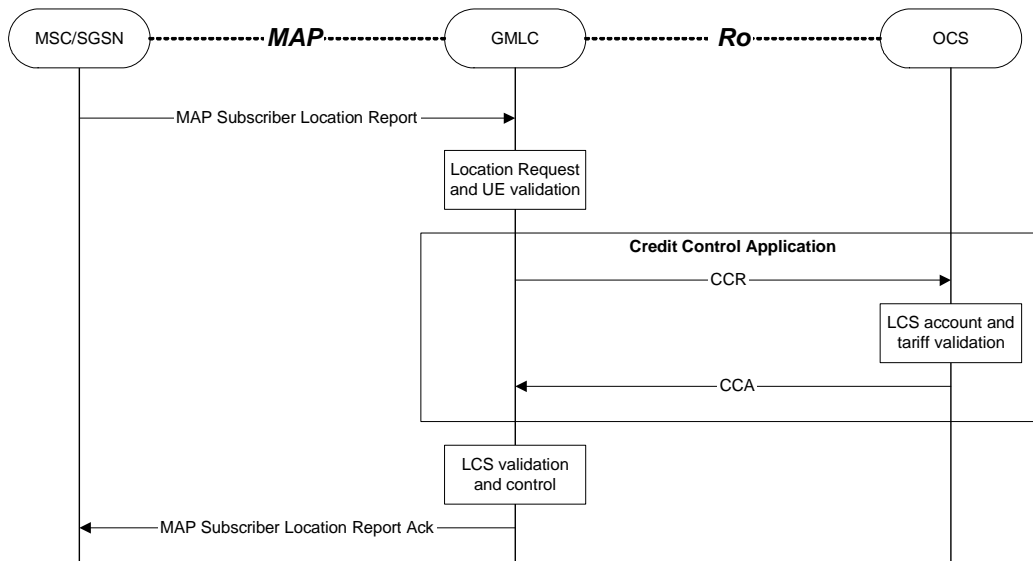 MSC/SGSN
MAP
GMLC
Ro
OCS
MAP Subscriber Location Report
Location Request
and UE validation
Credit Control Application
CCR
LCS account and
tariff validation
CCA
LCS validation
and control
MAP Subscriber Location Report Ack